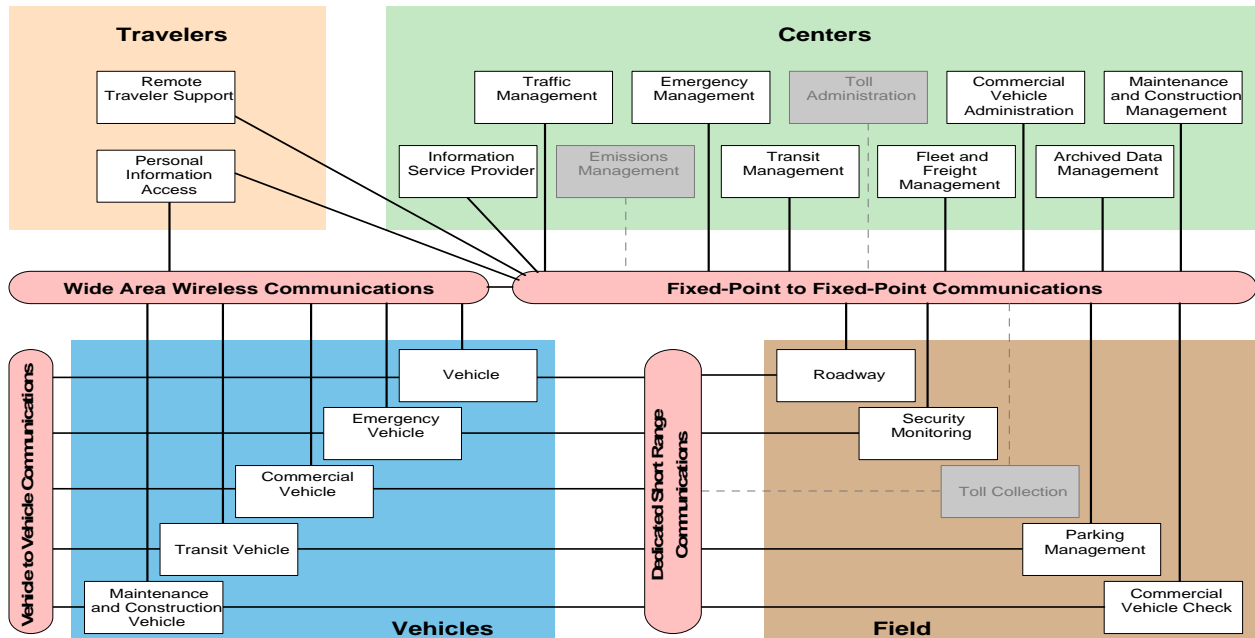 Travelers
Centers
Remote
Traveler Support
Traffic
Management
Emergency
Management
Toll
Administration
Commercial
Vehicle
Administration
Maintenance
and Construction
Management
Personal
Information
Access
Information
Service Provider
Emissions
Management
Transit
Management
Fleet and
Freight
Management
Archived Data
Management
Wide Area Wireless Communications
Fixed-Point to Fixed-Point Communications
Vehicle to Vehicle Communications
Vehicle
Emergency
Vehicle
Commercial
Vehicle
Transit Vehicle
Maintenance
and Construction
Vehicle
Vehicles
Dedicated Short Range
Communications
Roadway
Security
Monitoring
Toll Collection
Parking
Management
Commercial
Vehicle Check
Field